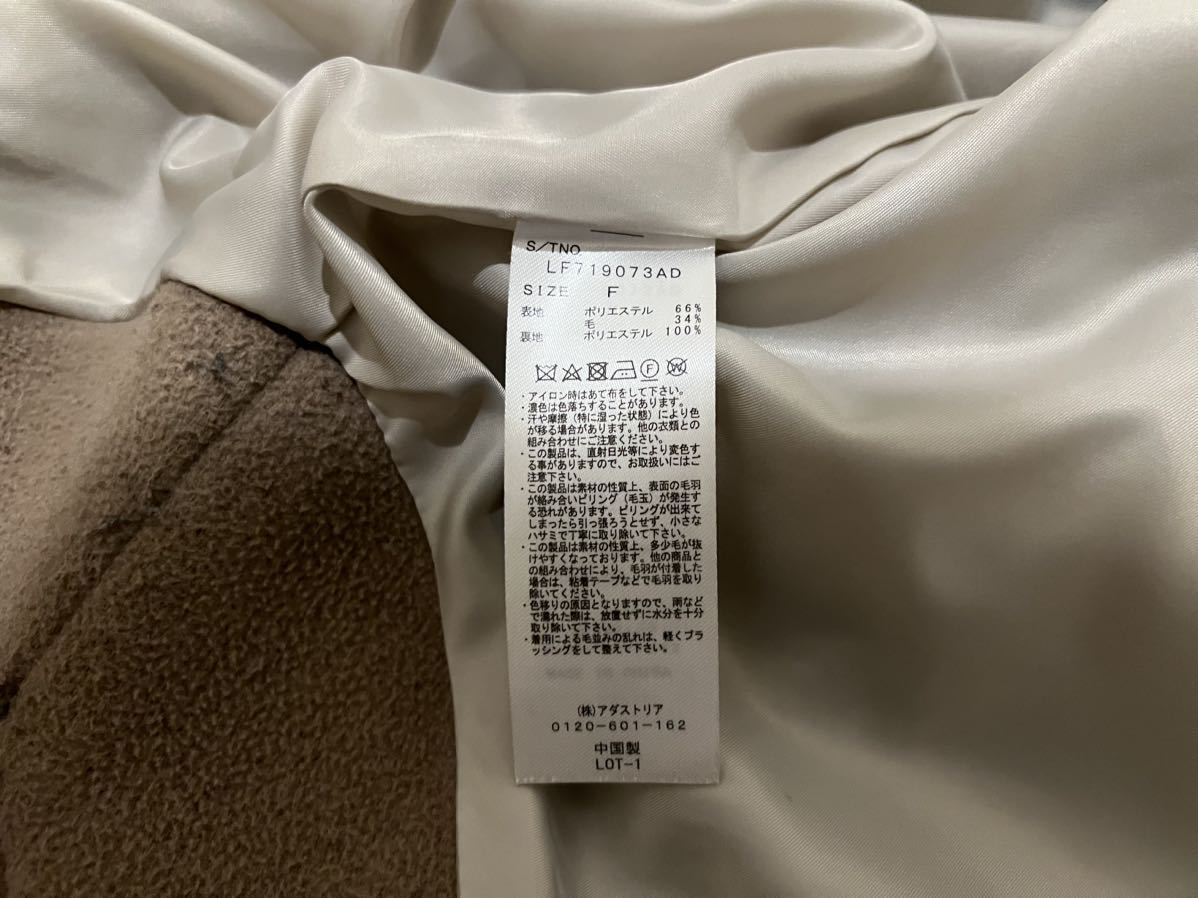 S/TNO
LF719073AD
SIZE F
表地 ポリエステル 66%
毛 34%
裏地 ポリエステル 100%
F
W
・アイロン時はあて布をして下さい。
・濃色は色落ちすることがあります。
・汗や摩擦（特に湿った状態）により色
が移る場合があります。他の衣類との
組み合わせにご注意ください。
・この製品は、直射日光等により変色す
る事がありますので、お取扱いにはご
注意下さい。
・この製品は素材の性質上、表面の毛羽
が絡み合いピリング（毛玉）が発生す
る恐れがあります。ピリングが出来て
しまったら引っ張ろうとせず、小さな
ハサミで丁寧に取り除いて下さい。
・この製品は素材の性質上、多少毛が抜
けやすくなっております。他の商品と
の組み合わせにより、毛羽が付着した
場合は、粘着テープなどで毛羽を取り
除いてください。
・色移りの原因となりますので、雨など
で濡れた際は、放置せずに水分を十分
取り除いて下さい。
・着用による毛並みの乱れは、軽くブラ
ッシングをして整えて下さい。
(株)アダストリア
0120-601-162
中国製
LOT-1